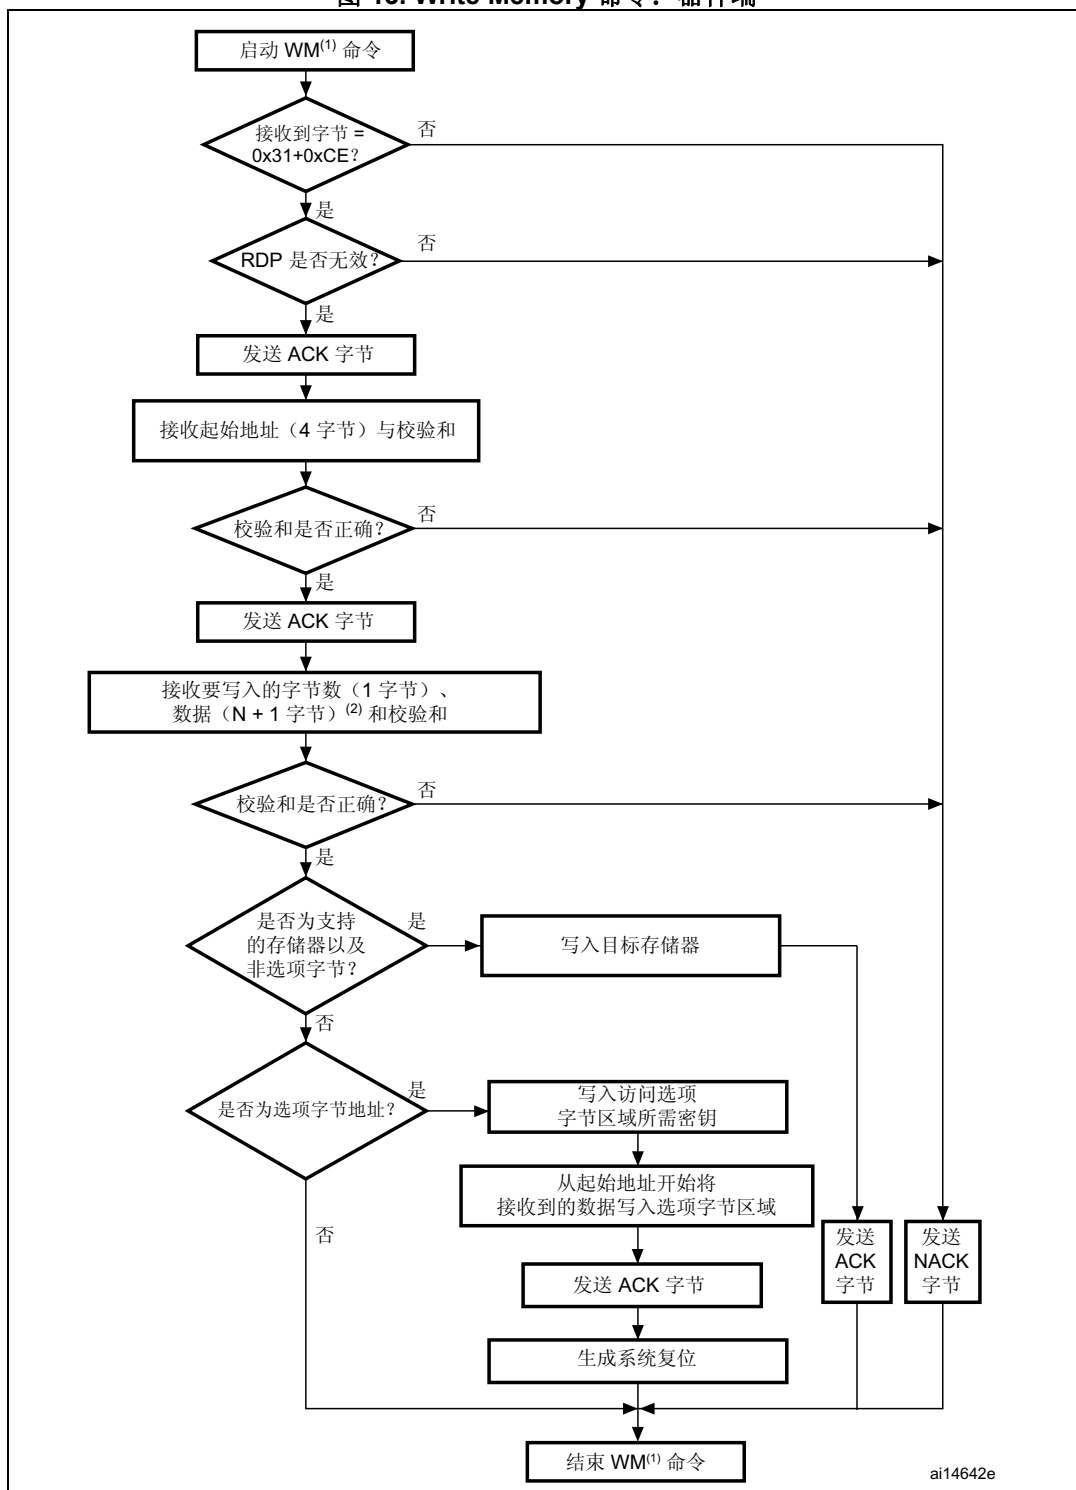 启动 WM(1) 命令
接收到字节 =
0x31+0xCE?
否
是
RDP 是否无效?
否
是
发送 ACK 字节
接收起始地址（4 字节）与校验和
校验和是否正确?
否
是
发送 ACK 字节
接收要写入的字节数（1 字节）、
数据（N + 1 字节）(2) 和校验和
校验和是否正确?
否
是
是否为支持
的存储器以及
非选项字节?
是
写入目标存储器
否
是否为选项字节地址?
是
写入访问选项
字节区域所需密钥
从起始地址开始将
接收到的数据写入选项字节区域
否
发送
ACK
字节
发送
NACK
字节
发送 ACK 字节
生成系统复位
结束 WM(1) 命令
ai14642e